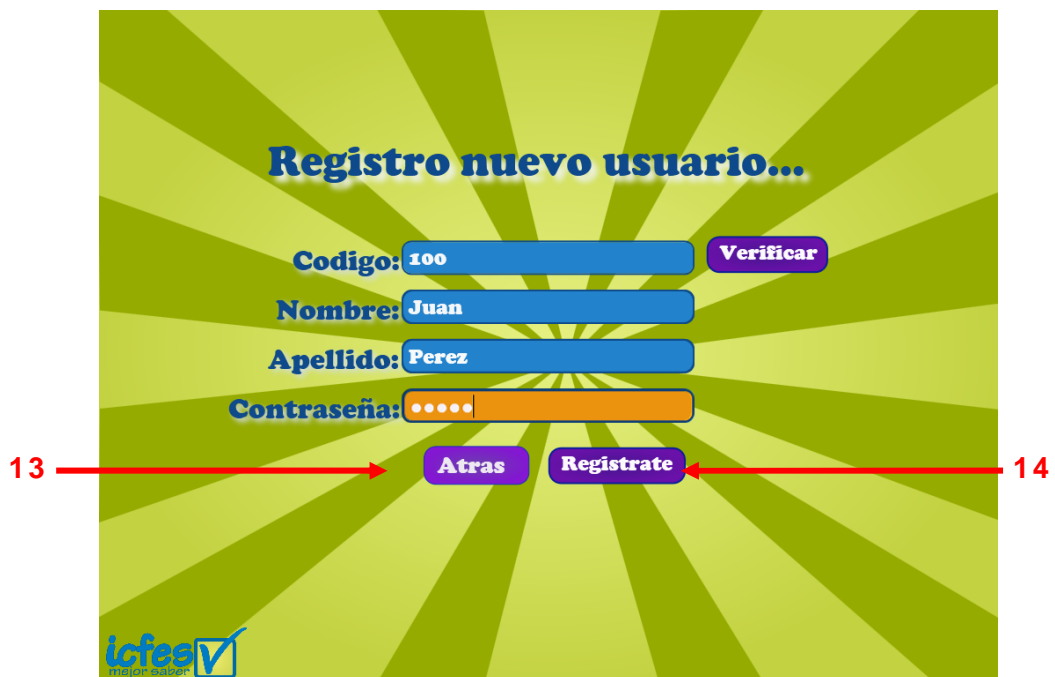 Registro nuevo usuario...
Codigo: 100 Verificar
Nombre: Juan
Apellido: Perez
Contraseña: •••••
13 Atras Registrate 14
icfes
mejor saber